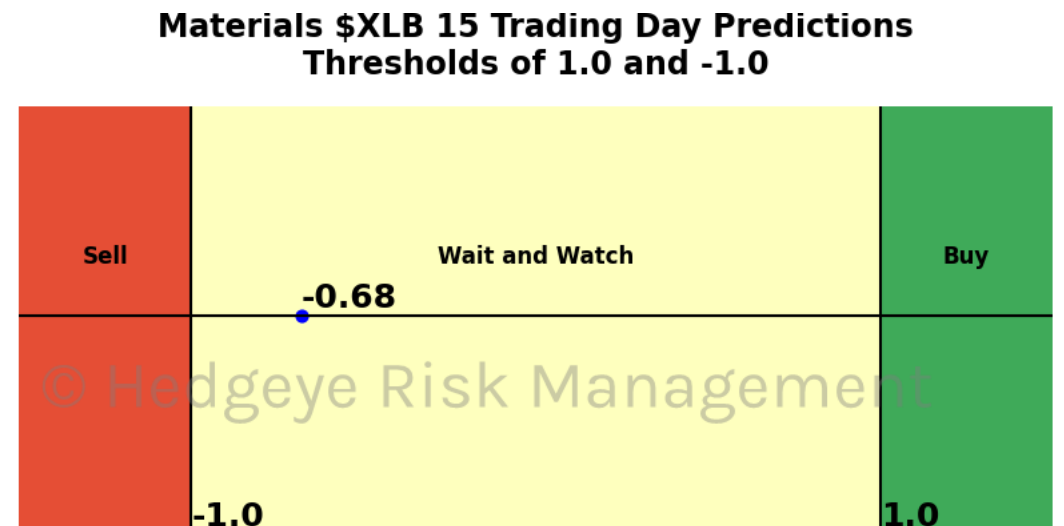 Materials $XLB 15 Trading Day Predictions
Thresholds of 1.0 and -1.0
Sell
Wait and Watch
Buy
-0.68
© Hedgeye Risk Management
-1.0
1.0